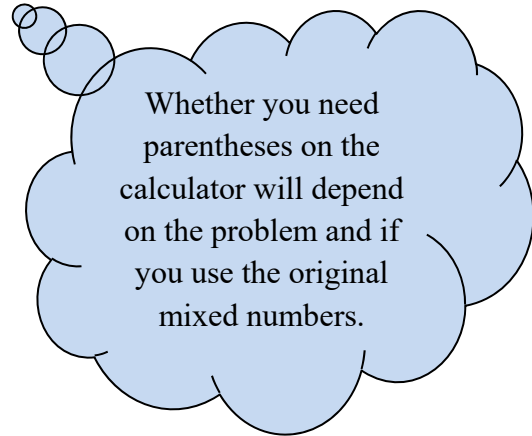 Whether you need
parentheses on the
calculator will depend
on the problem and if
you use the original
mixed numbers.